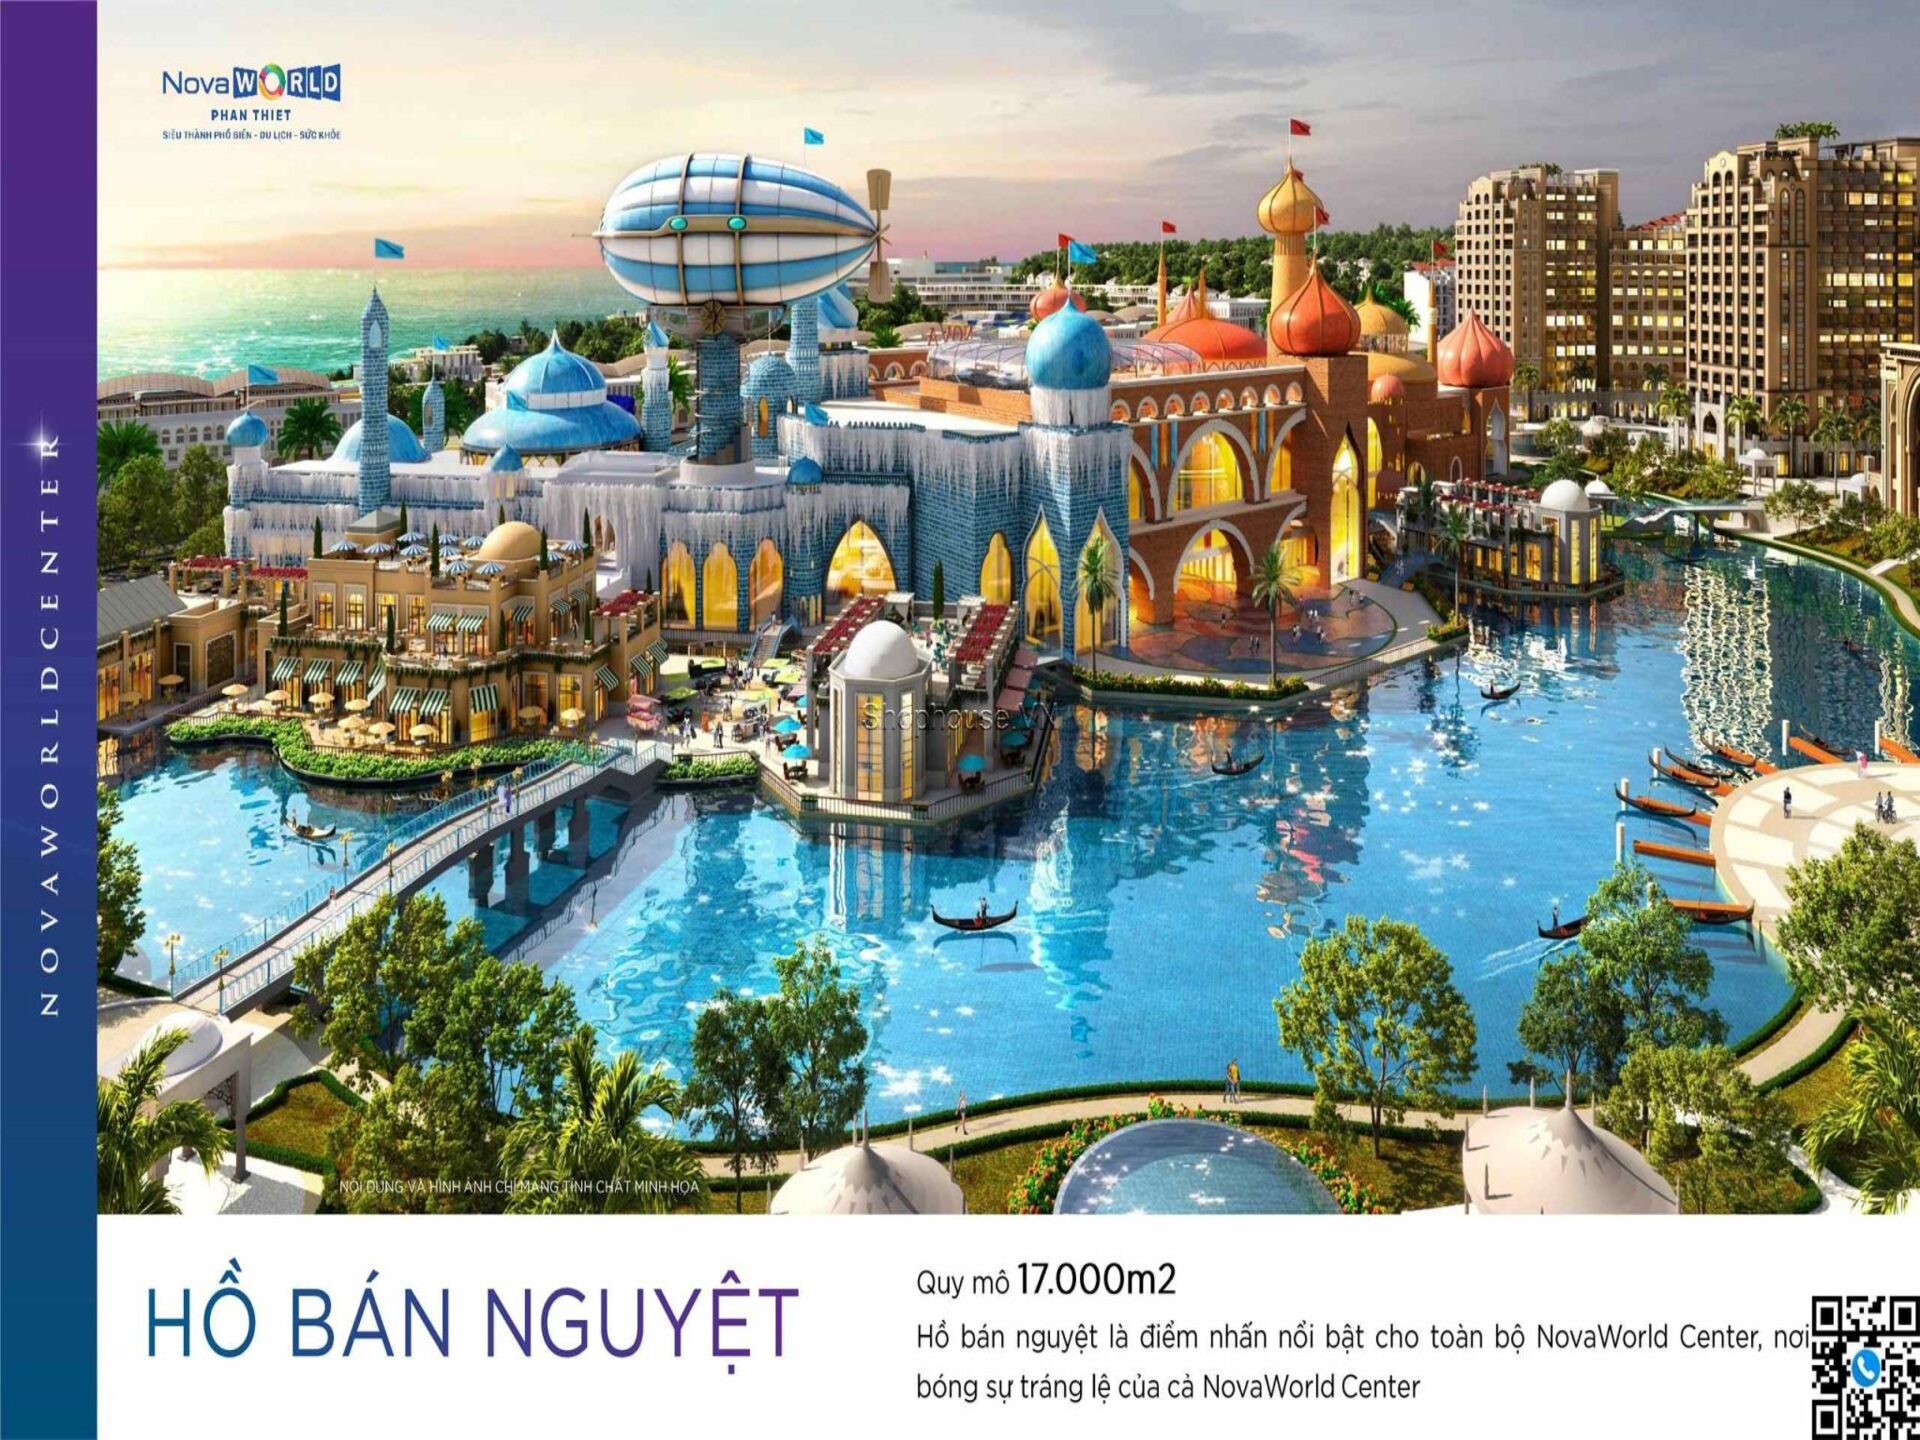 NovaWORLD
PHAN THIET
SIÊU THÀNH PHỐ BIỂN - DU LỊCH - SỨC KHỎE
NOVAWORLDCENTER
NOVA
Shophouse.VX
NỘI DUNG VÀ HÌNH ẢNH CHỈ MANG TÍNH CHẤT MINH HỌA
HỒ BÁN NGUYỆT
Quy mô 17.000m2
Hồ bán nguyệt là điểm nhấn nổi bật cho toàn bộ NovaWorld Center, nơi
bóng sự tráng lệ của cả NovaWorld Center